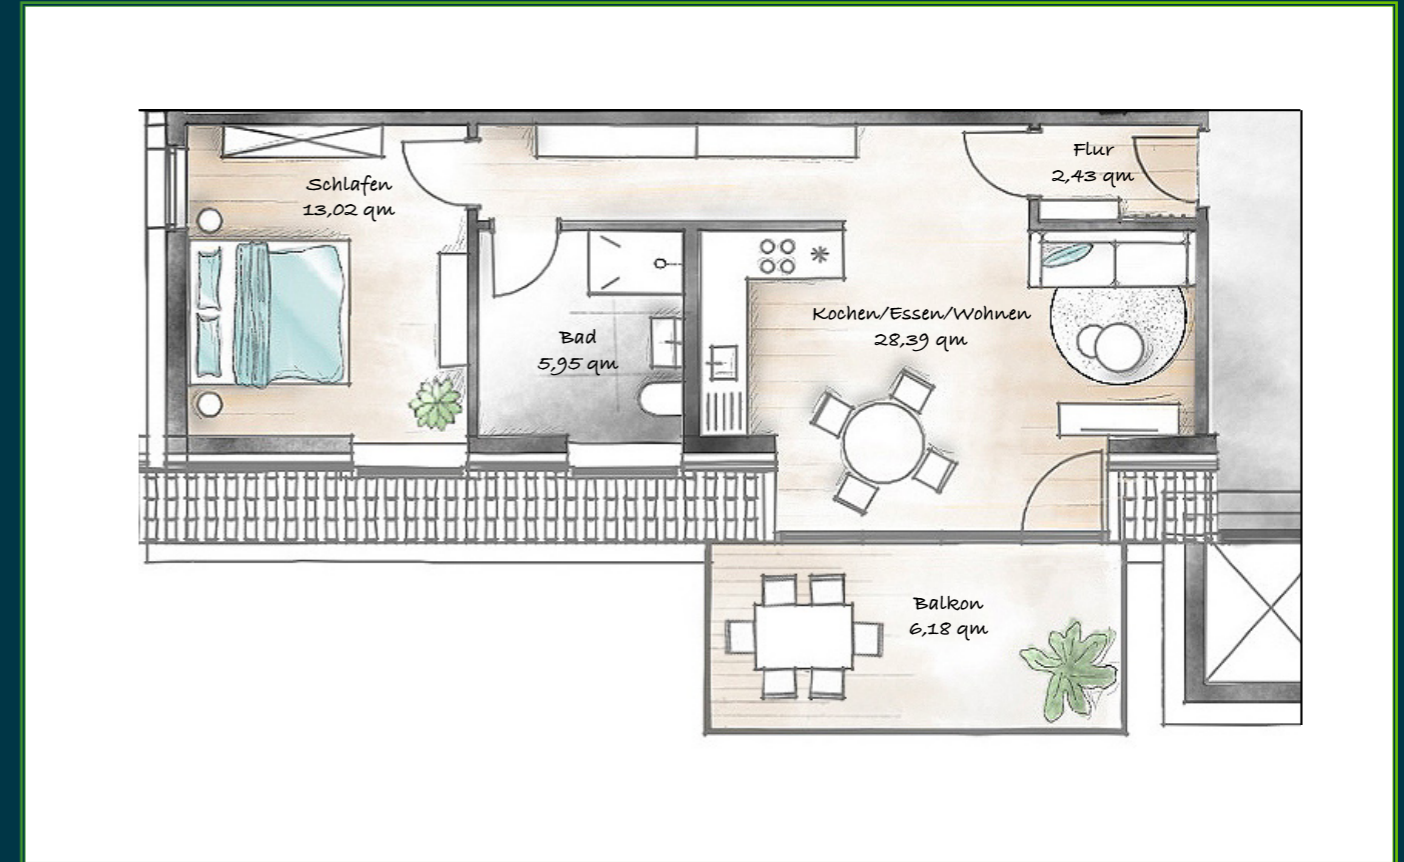 Schlafen
13,02 qm
Flur
2,43 qm
Bad
5,95 qm
Kochen/Essen/Wohnen
28,39 qm
Balkon
6,18 qm